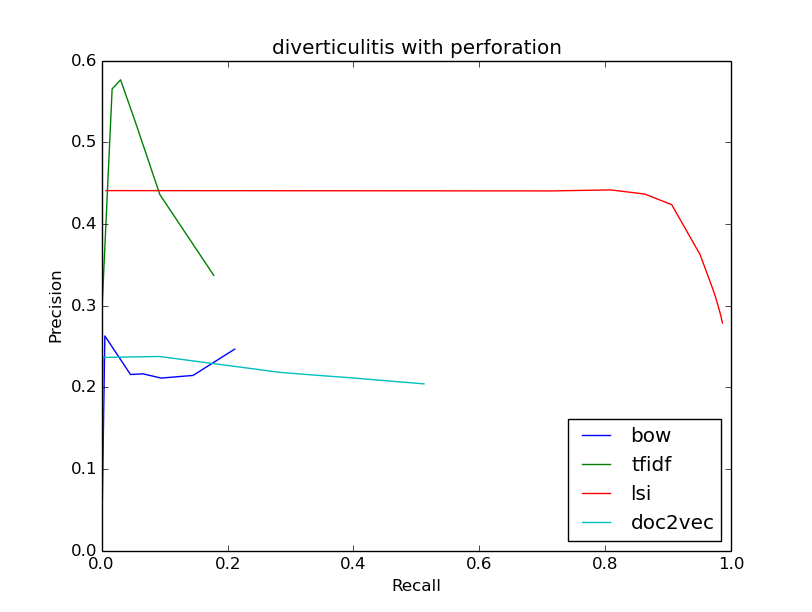 diverticulitis with perforation
0.6
0.5
0.4
0.3
0.2
0.1
0.0
Precision
0.0 0.2 0.4 0.6 0.8 1.0
Recall
bow
tfidf
lsi
doc2vec